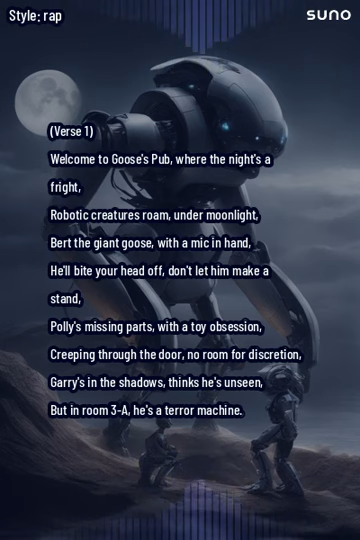 Style: rap
suno
(Verse 1)
Welcome to Goose's Pub, where the night's a
fright,
Robotic creatures roam, under moonlight,
Bert the giant goose, with a mic in hand,
He'll bite your head off, don't let him make a
stand,
Polly's missing parts, with a toy obsession,
Creeping through the door, no room for discretion,
Garry's in the shadows, thinks he's unseen,
But in room 3-A, he's a terror machine.